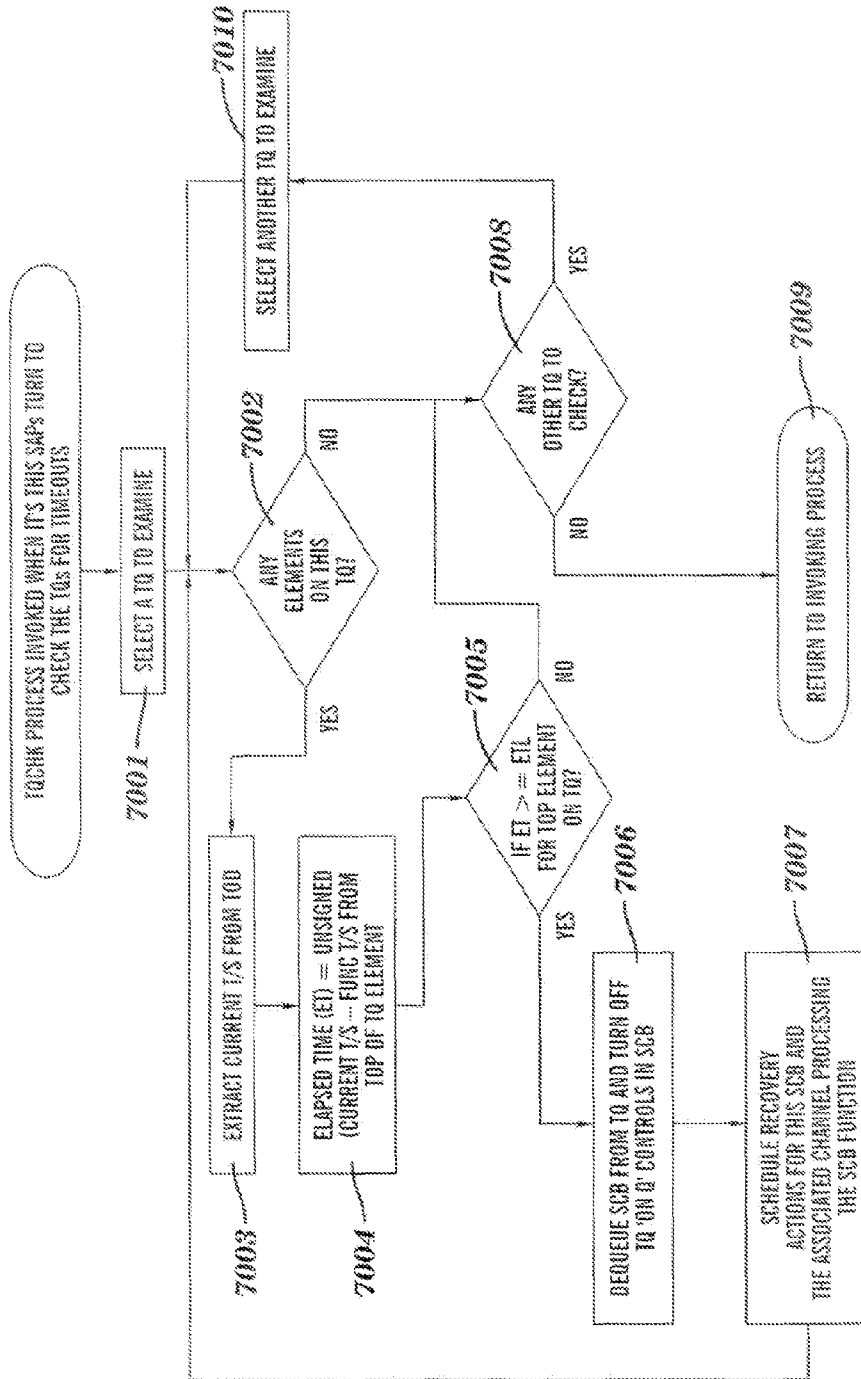 TQCHK PROCESS INVOKED WHEN IT'S THIS SAPs TURN TO
CHECK THE TQs FOR TIMEOUTS
7001
SELECT A TQ TO EXAMINE
7010
SELECT ANOTHER TQ TO EXAMINE
7002
ANY
ELEMENTS
ON THIS
TQ?
YES
NO
7003
EXTRACT CURRENT T/S FROM TOD
7004
ELAPSED TIME (ET) = UNSIGNED
(CURRENT T/S -- FUNC T/S FROM
TOP OF TQ ELEMENT
7005
IF ET > = ETL
FOR TOP ELEMENT
ON TQ?
YES
NO
7006
DEQUEUE SCB FROM TQ AND TURN OFF
TQ 'ON Q' CONTROLS IN SCB
7007
SCHEDULE RECOVERY
ACTIONS FOR THIS SCB AND
THE ASSOCIATED CHANNEL PROCESSING
THE SCB FUNCTION
7008
ANY
OTHER TQ TO
CHECK?
YES
NO
7009
RETURN TO INVOKING PROCESS